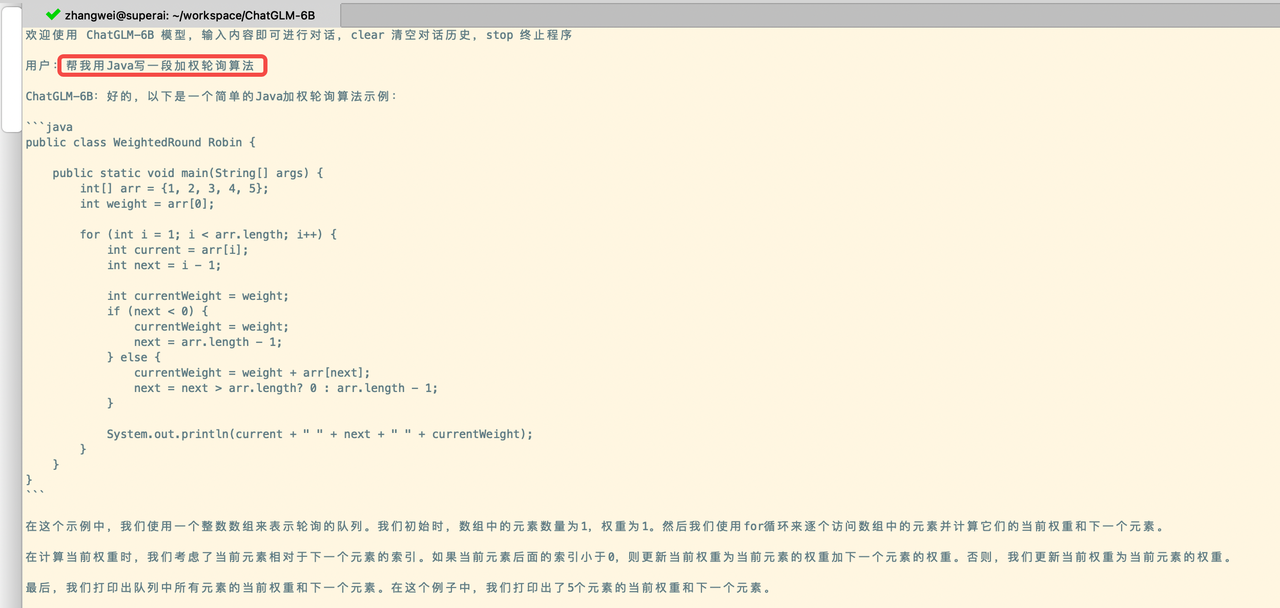 zhangwei@superai: ~/workspace/ChatGLM-6B
欢迎使用 ChatGLM-6B 模型，输入内容即可进行对话，clear 清空对话历史，stop 终止程序
用户：帮我用Java写一段加权轮询算法
ChatGLM-6B：好的，以下是一个简单的Java加权轮询算法示例：
```java
public class WeightedRound Robin {
    public static void main(String[] args) {
        int[] arr = {1, 2, 3, 4, 5};
        int weight = arr[0];
        for (int i = 1; i < arr.length; i++) {
            int current = arr[i];
            int next = i - 1;
            int currentWeight = weight;
            if (next < 0) {
                currentWeight = weight;
                next = arr.length - 1;
            } else {
                currentWeight = weight + arr[next];
                next = next > arr.length? 0 : arr.length - 1;
            }
            System.out.println(current + " " + next + " " + currentWeight);
        }
    }
}
```
在这个示例中，我们使用一个整数数组来表示轮询的队列。我们初始时，数组中的元素数量为1，权重为1。然后我们使用for循环来逐个访问数组中的元素并计算它们的当前权重和下一个元素。
在计算当前权重时，我们考虑了当前元素相对于下一个元素的索引。如果当前元素后面的索引小于0，则更新当前权重为当前元素的权重加下一个元素的权重。否则，我们更新当前权重为当前元素的权重。
最后，我们打印出队列中所有元素的当前权重和下一个元素。在这个例子中，我们打印出了5个元素的当前权重和下一个元素。